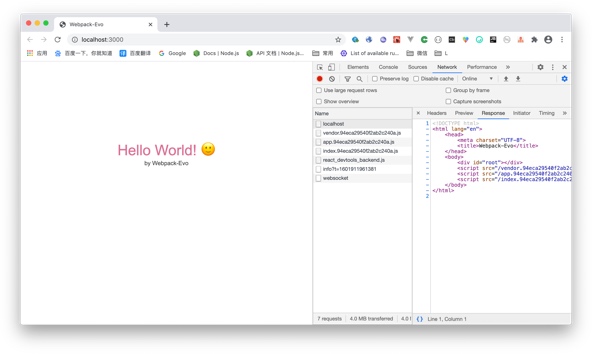 Webpack-Evo
localhost:3000
应用 百度一下，你就知道 百度翻译 Google Docs | Node.js API 文档 | Node.js... 常用 List of available ru... 微信 L
Hello World! 🙂
by Webpack-Evo
Elements Console Sources Network Performance »
Preserve log Disable cache Online
Use large request rows Group by frame
Show overview Capture screenshots
Name
localhost
vendor.94eca29540f2ab2c240a.js
app.94eca29540f2ab2c240a.js
index.94eca29540f2ab2c240a.js
react_devtools_backend.js
info?t=1601911961381
websocket
7 requests 4.0 MB transferred 4.0 l
× Headers Preview Response Initiator Timing »
1 <!DOCTYPE html>
- <html lang="en">
- <head>
- <meta charset="UTF-8">
- <title>Webpack-Evo</title>
- </head>
- <body>
- <div id="root"></div>
- <script src="/vendor.94eca29540f2ab2c
- <script src="/app.94eca29540f2ab2c240
- <script src="/index.94eca29540f2ab2c2
- </body>
- </html>
2
{} Line 1, Column 1